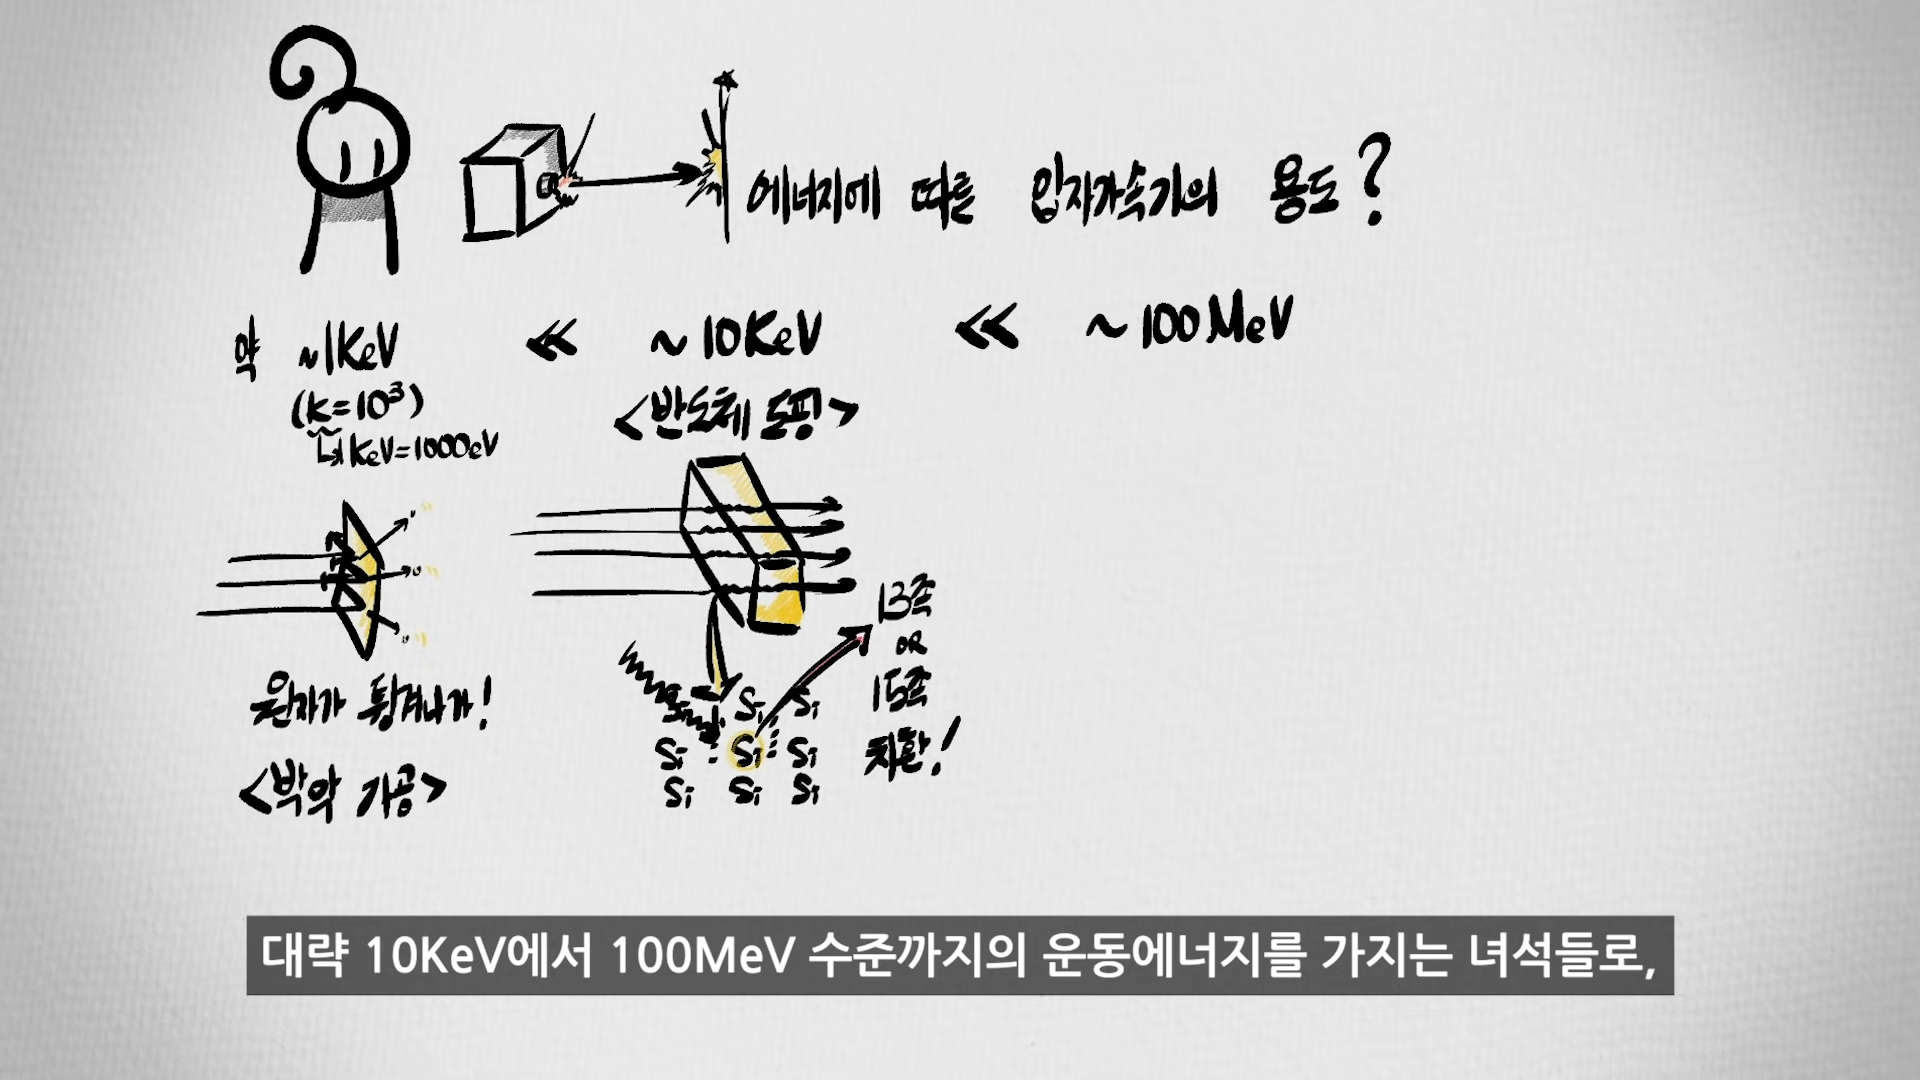 에너지에 따른 입자가속기의 용도?
약 ~1KeV << ~10KeV << ~100MeV
(K=10³)
↳1KeV=1000eV
<반도체 도핑>
원자가 튕겨나가!
<박막 가공>
Si Si Si
Si Si Si
Si Si Si
13족
OR
15족
치환!
대략 10KeV에서 100MeV 수준까지의 운동에너지를 가지는 녀석들로,